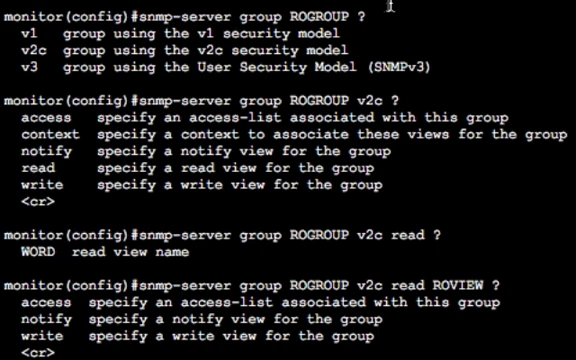 monitor(config)#snmp-server group ROGROUP ?
v1 group using the v1 security model
v2c group using the v2c security model
v3 group using the User Security Model (SNMPv3)
monitor(config)#snmp-server group ROGROUP v2c ?
access specify an access-list associated with this group
context specify a context to associate these views for the group
notify specify a notify view for the group
read specify a read view for the group
write specify a write view for the group
<cr>
monitor(config)#snmp-server group ROGROUP v2c read ?
WORD read view name
monitor(config)#snmp-server group ROGROUP v2c read ROVIEW ?
access specify an access-list associated with this group
notify specify a notify view for the group
write specify a write view for the group
<cr>